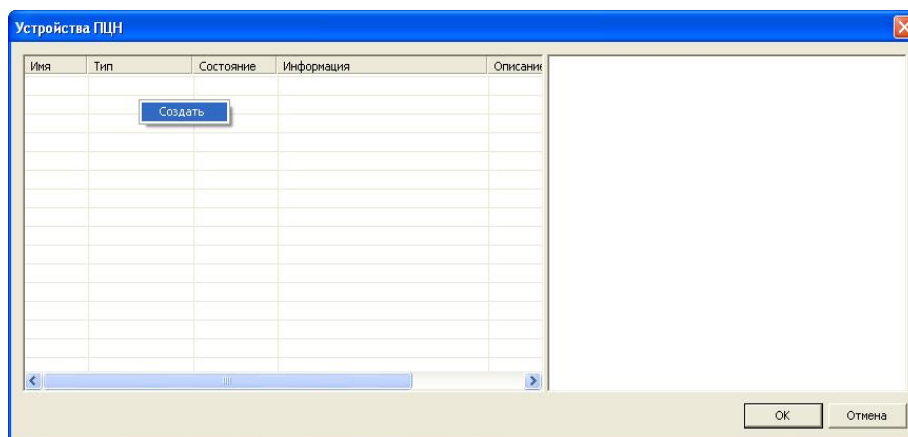 Устройства ПЦН
Имя Тип Состояние Информация Описание
Создать
OK Отмена